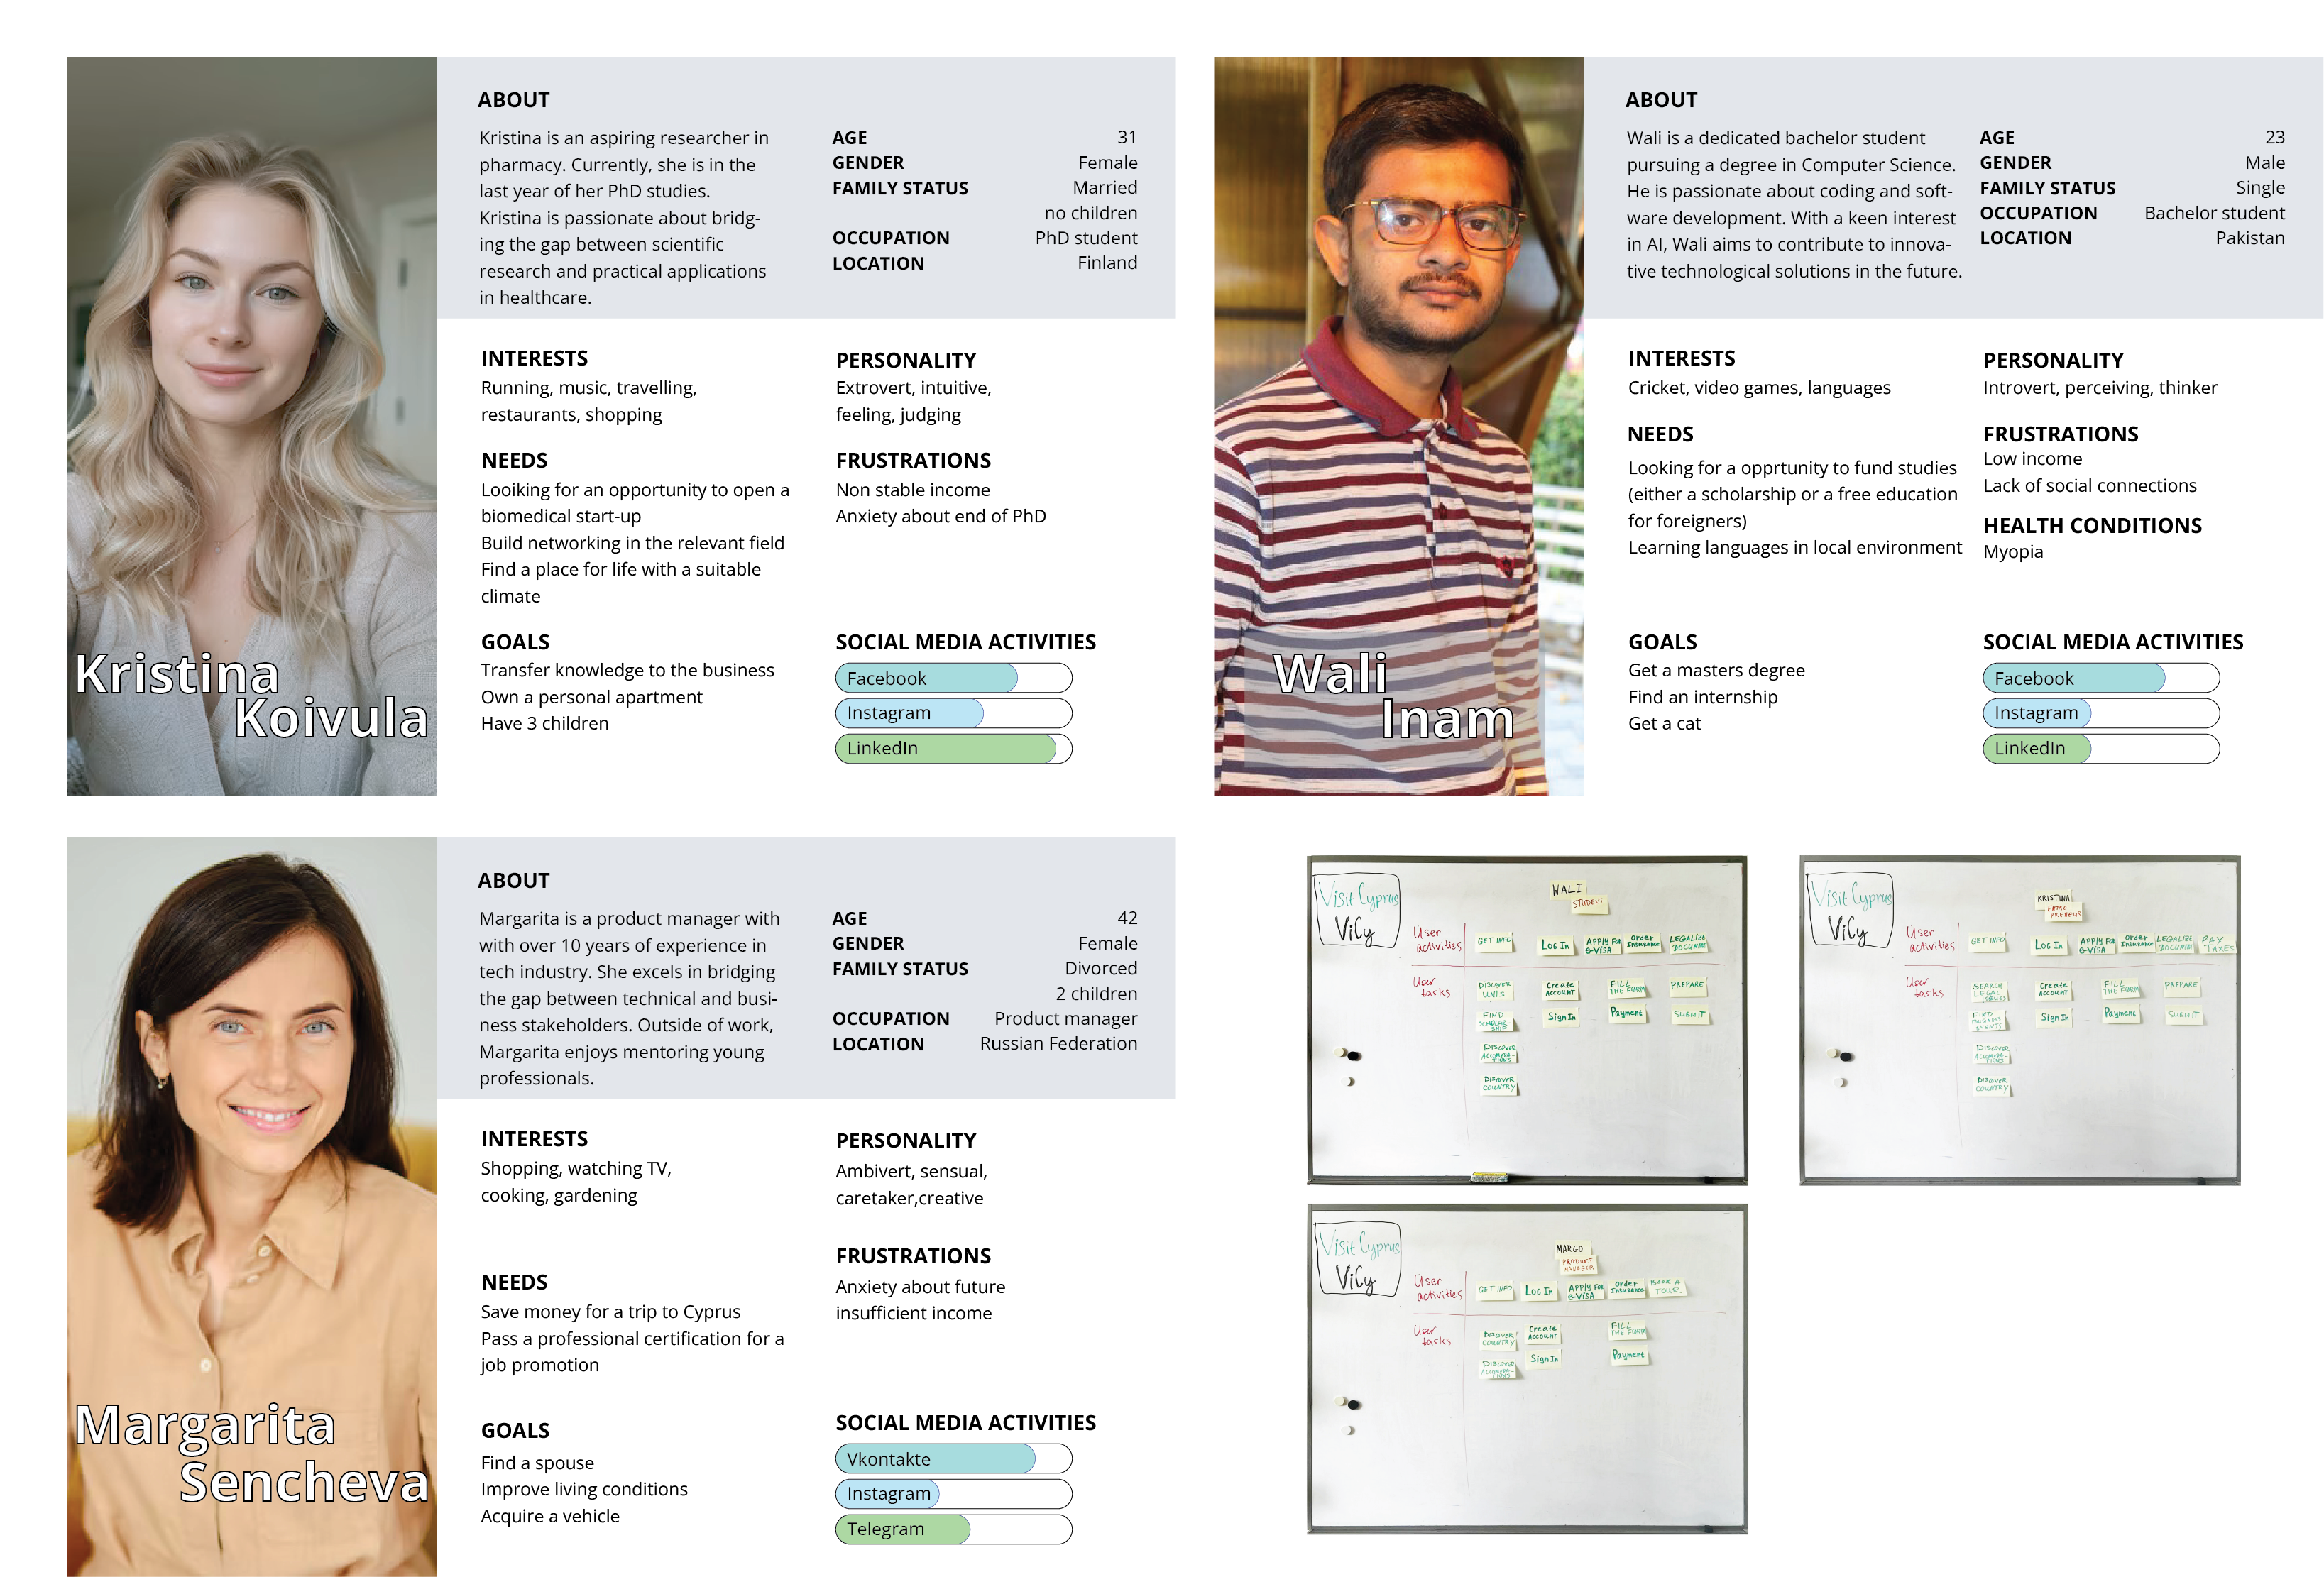 Kristina
Koivula
ABOUT
Kristina is an aspiring researcher in
pharmacy. Currently, she is in the
last year of her PhD studies.
Kristina is passionate about bridg-
ing the gap between scientific
research and practical applications
in healthcare.
AGE 31
GENDER Female
FAMILY STATUS Married
no children
OCCUPATION PhD student
LOCATION Finland
INTERESTS
Running, music, travelling,
restaurants, shopping
PERSONALITY
Extrovert, intuitive,
feeling, judging
NEEDS
Looiking for an opportunity to open a
biomedical start-up
Build networking in the relevant field
Find a place for life with a suitable
climate
FRUSTRATIONS
Non stable income
Anxiety about end of PhD
GOALS
Transfer knowledge to the business
Own a personal apartment
Have 3 children
SOCIAL MEDIA ACTIVITIES
Facebook
Instagram
LinkedIn
Wali
Inam
ABOUT
Wali is a dedicated bachelor student
pursuing a degree in Computer Science.
He is passionate about coding and soft-
ware development. With a keen interest
in AI, Wali aims to contribute to innova-
tive technological solutions in the future.
AGE 23
GENDER Male
FAMILY STATUS Single
OCCUPATION Bachelor student
LOCATION Pakistan
INTERESTS
Cricket, video games, languages
PERSONALITY
Introvert, perceiving, thinker
NEEDS
Looking for a opprtunity to fund studies
(either a scholarship or a free education
for foreigners)
Learning languages in local environment
FRUSTRATIONS
Low income
Lack of social connections
HEALTH CONDITIONS
Myopia
GOALS
Get a masters degree
Find an internship
Get a cat
SOCIAL MEDIA ACTIVITIES
Facebook
Instagram
LinkedIn
Margarita
Sencheva
ABOUT
Margarita is a product manager with
with over 10 years of experience in
tech industry. She excels in bridging
the gap between technical and busi-
ness stakeholders. Outside of work,
Margarita enjoys mentoring young
professionals.
AGE 42
GENDER Female
FAMILY STATUS Divorced
2 children
OCCUPATION Product manager
LOCATION Russian Federation
INTERESTS
Shopping, watching TV,
cooking, gardening
PERSONALITY
Ambivert, sensual,
caretaker,creative
FRUSTRATIONS
Anxiety about future
insufficient income
NEEDS
Save money for a trip to Cyprus
Pass a professional certification for a
job promotion
GOALS
Find a spouse
Improve living conditions
Acquire a vehicle
SOCIAL MEDIA ACTIVITIES
Vkontakte
Instagram
Telegram
Visit Cyprus
ViCy
WALI
STUDENT
User
activities
GET INFO
Log In
APPLY FOR
e-VISA
Order
Insurance
LEGALIZE
DOCUMENT
User
tasks
DISCOVER
UNIS
FIND
SCHOLAR-
SHIP
DISCOVER
ACCOMODA-
TIONS
DISOVER
COUNTRY
Create
ACCOUNT
Sign In
FILL
THE FORM
Payment
PREPARE
SUBMIT
Visit Cyprus
ViCy
KRISTINA
ENTRE-
PRENEUR
User
activities
GET INFO
Log In
APPLY FOR
e-VISA
Order
Insurance
LEGALIZE
DOCUMENT
PAY
TAXES
User
tasks
SEARCH
LEGAL
FIND
EVENTS
DISCOVER
ACCOMODA-
TIONS
DISOVER
COUNTRY
Create
ACCOUNT
Sign In
FILL
THE FORM
Payment
PREPARE
SUBMIT
Visit Cyprus
ViCy
MARGO
PRODUCT
MANAGER
User
activities
GET INFO
Log In
APPLY FOR
e-VISA
Order
Insurance
BOOK A
TOUR
User
tasks
DISOVER
COUNTRY
DISCOVER
ACCOMODA-
TIONS
Create
ACCOUNT
Sign In
FILL
THE FORM
Payment